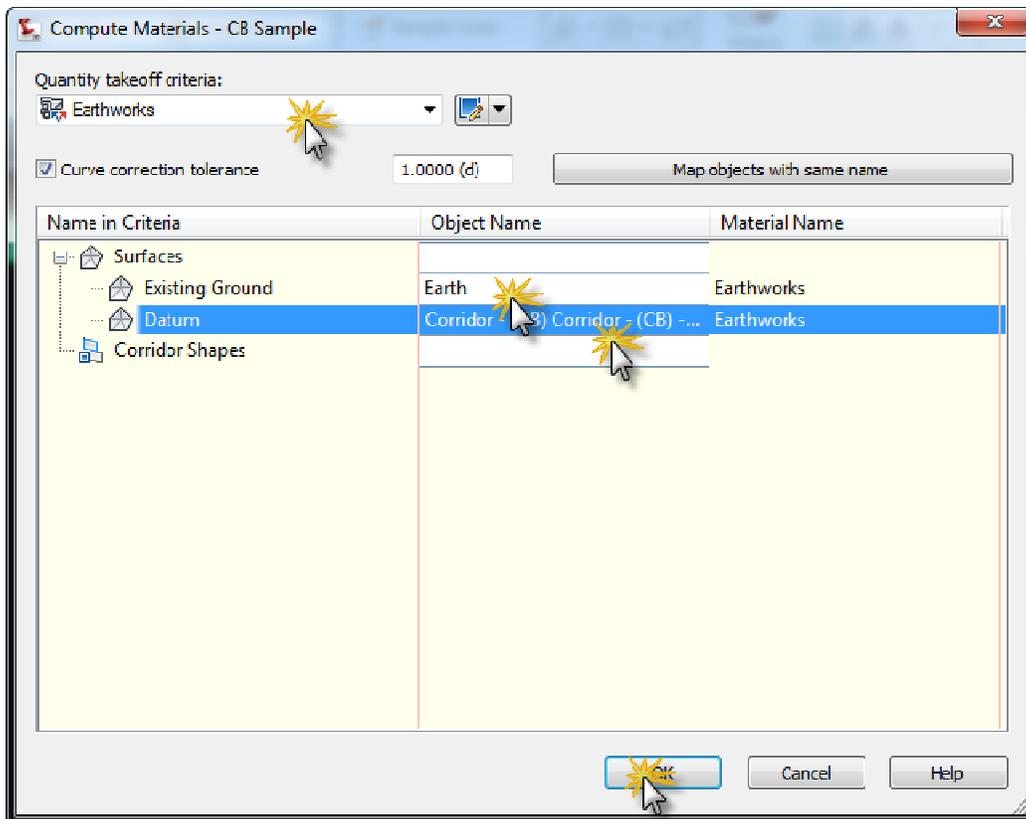 Compute Materials - CB Sample
Quantity takeoff criteria:
Earthworks
Curve correction tolerance 1.0000 (d) Map objects with same name
Name in Criteria Object Name Material Name
Surfaces
Existing Ground Earth Earthworks
Datum Corridor - B) Corridor - (CB) -... Earthworks
Corridor Shapes
OK Cancel Help